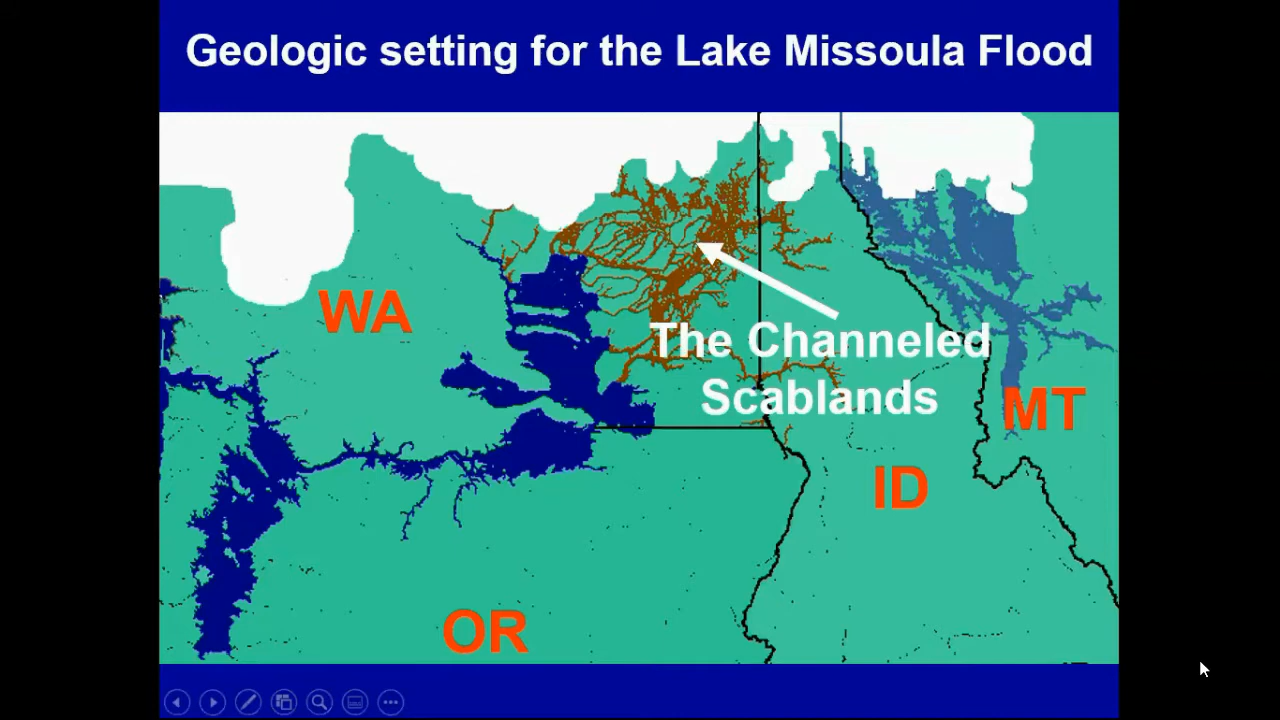 Geologic setting for the Lake Missoula Flood
WA
The Channeled
Scablands
MT
ID
OR